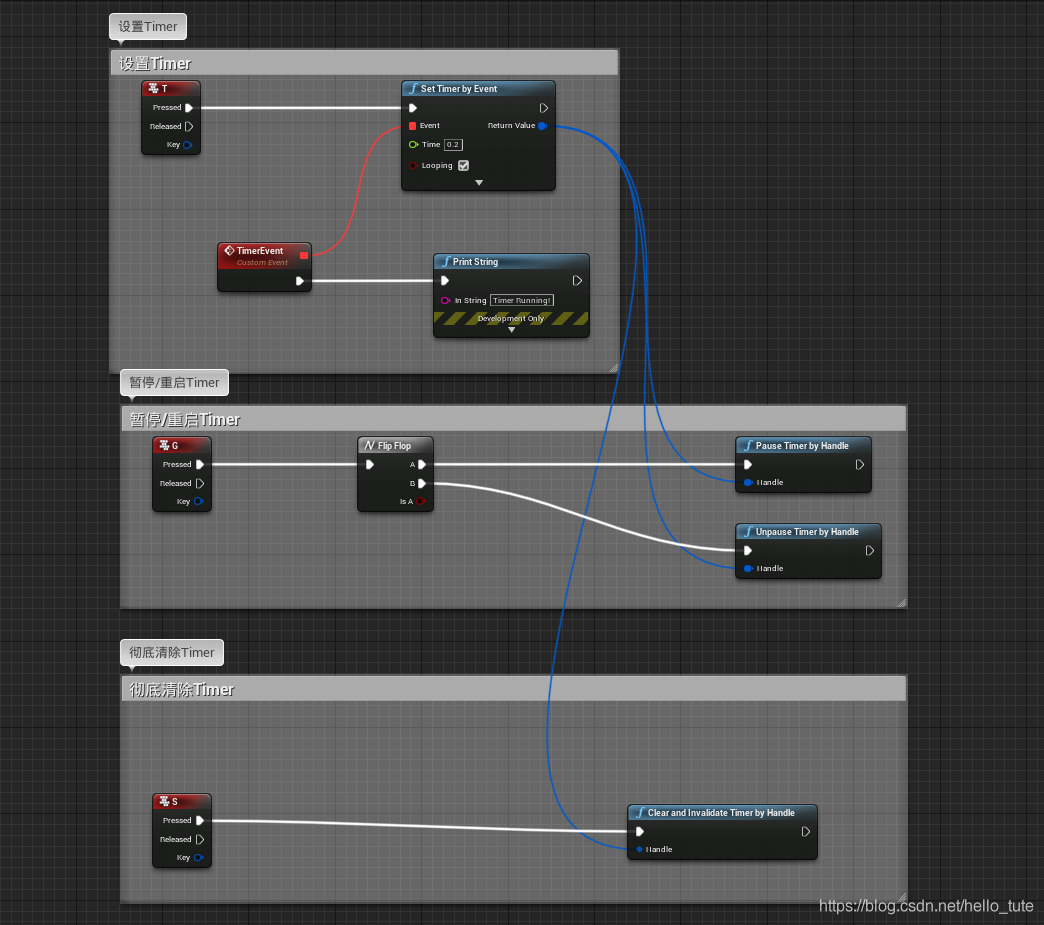 设置Timer
设置Timer
T
Pressed
Released
Key
Set Timer by Event
Event
Return Value
Time 0.2
Looping
TimerEvent
Custom Event
Print String
In String Timer Running!
Development Only
暂停/重启Timer
暂停/重启Timer
G
Pressed
Released
Key
Flip Flop
A
B
Is A
Pause Timer by Handle
Handle
Unpause Timer by Handle
Handle
彻底清除Timer
彻底清除Timer
S
Pressed
Released
Key
Clear and Invalidate Timer by Handle
Handle
https://blog.csdn.net/hello_tute